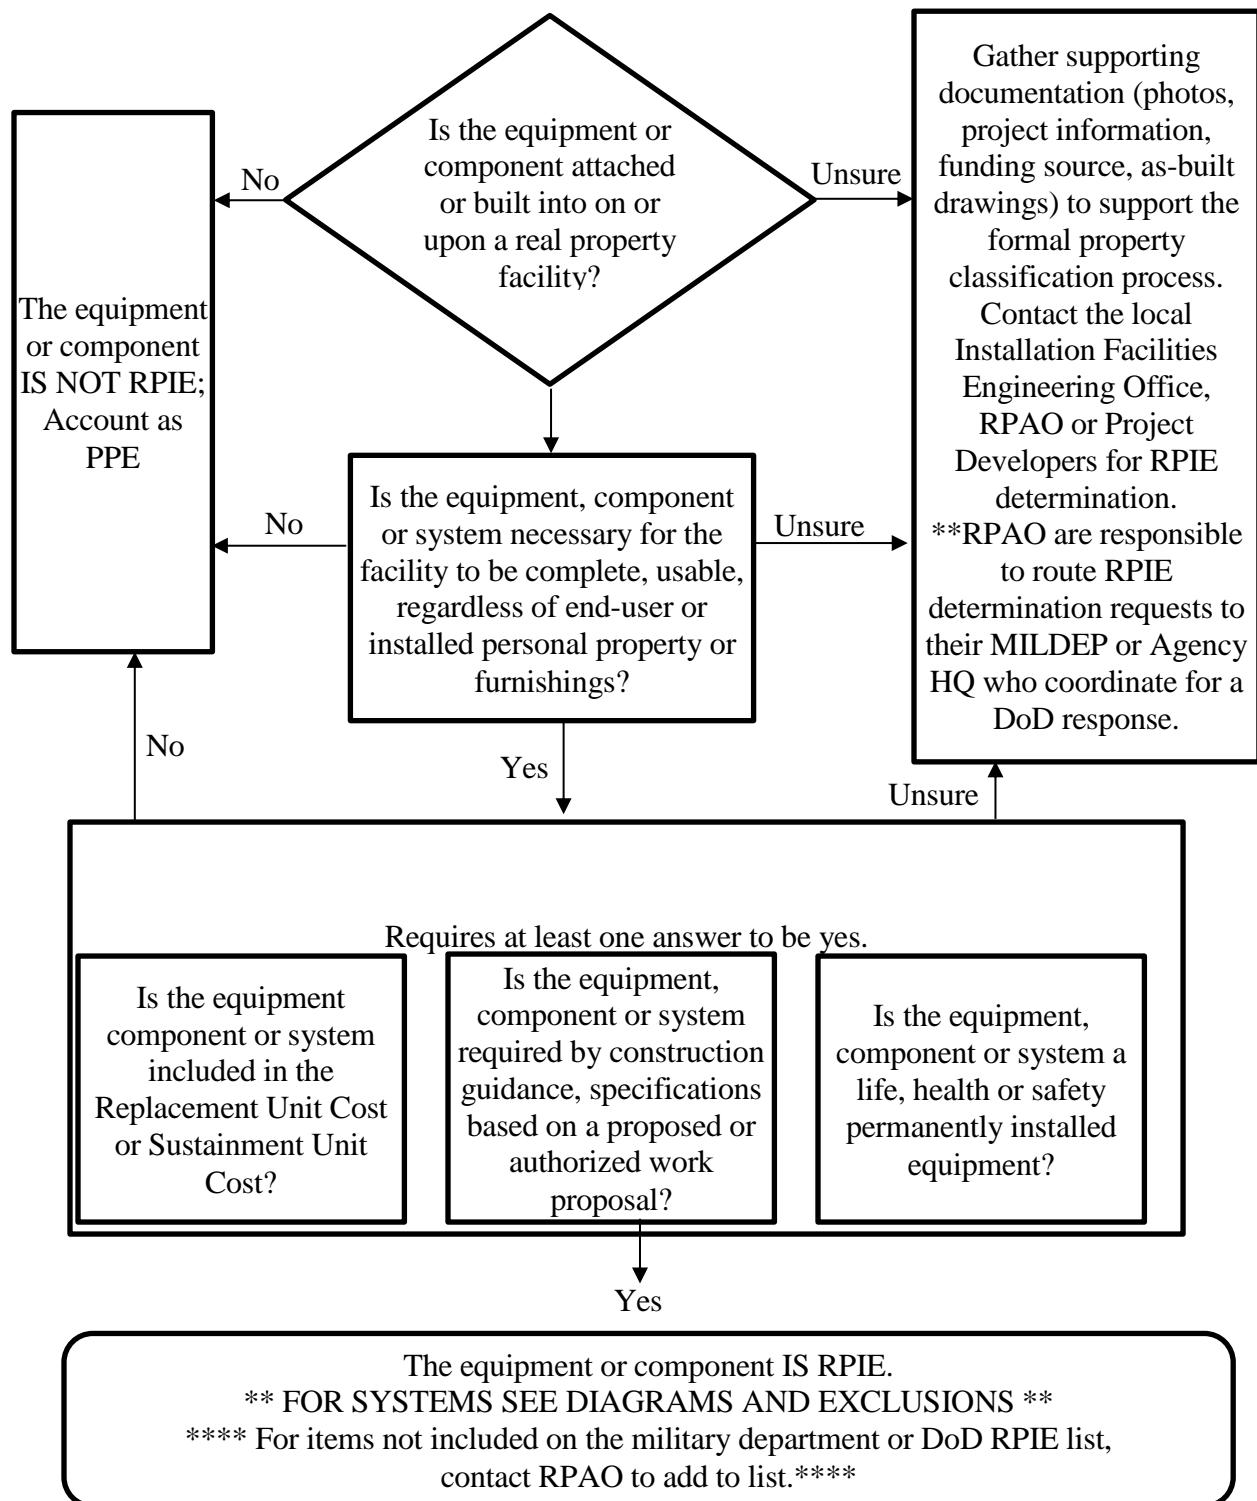 Is the equipment or
component attached
or built into on or
upon a real property
facility?
No
Unsure
The equipment
or component
IS NOT RPIE;
Account as
PPE
Gather supporting
documentation (photos,
project information,
funding source, as-built
drawings) to support the
formal property
classification process.
Contact the local
Installation Facilities
Engineering Office,
RPAO or Project
Developers for RPIE
determination.
**RPAO are responsible
to route RPIE
determination requests to
their MILDEP or Agency
HQ who coordinate for a
DoD response.
Is the equipment, component
or system necessary for the
facility to be complete, usable,
regardless of end-user or
installed personal property or
furnishings?
No
Unsure
No
Yes
Unsure
Requires at least one answer to be yes.
Is the equipment
component or system
included in the
Replacement Unit Cost
or Sustainment Unit
Cost?
Is the equipment,
component or system
required by construction
guidance, specifications
based on a proposed or
authorized work
proposal?
Is the equipment,
component or system a
life, health or safety
permanently installed
equipment?
Yes
The equipment or component IS RPIE.
** FOR SYSTEMS SEE DIAGRAMS AND EXCLUSIONS **
**** For items not included on the military department or DoD RPIE list,
contact RPAO to add to list.****